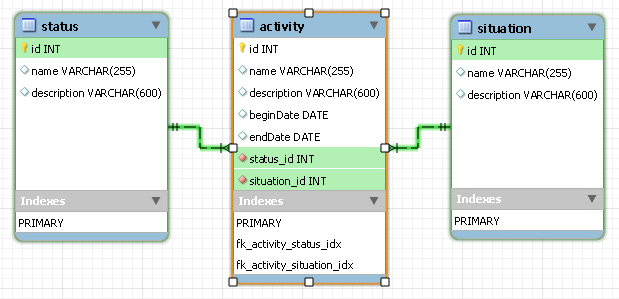 status
id INT
name VARCHAR(255)
description VARCHAR(600)
Indexes
PRIMARY
activity
id INT
name VARCHAR(255)
description VARCHAR(600)
beginDate DATE
endDate DATE
status_id INT
situation_id INT
Indexes
PRIMARY
fk_activity_status_idx
fk_activity_situation_idx
situation
id INT
name VARCHAR(255)
description VARCHAR(600)
Indexes
PRIMARY